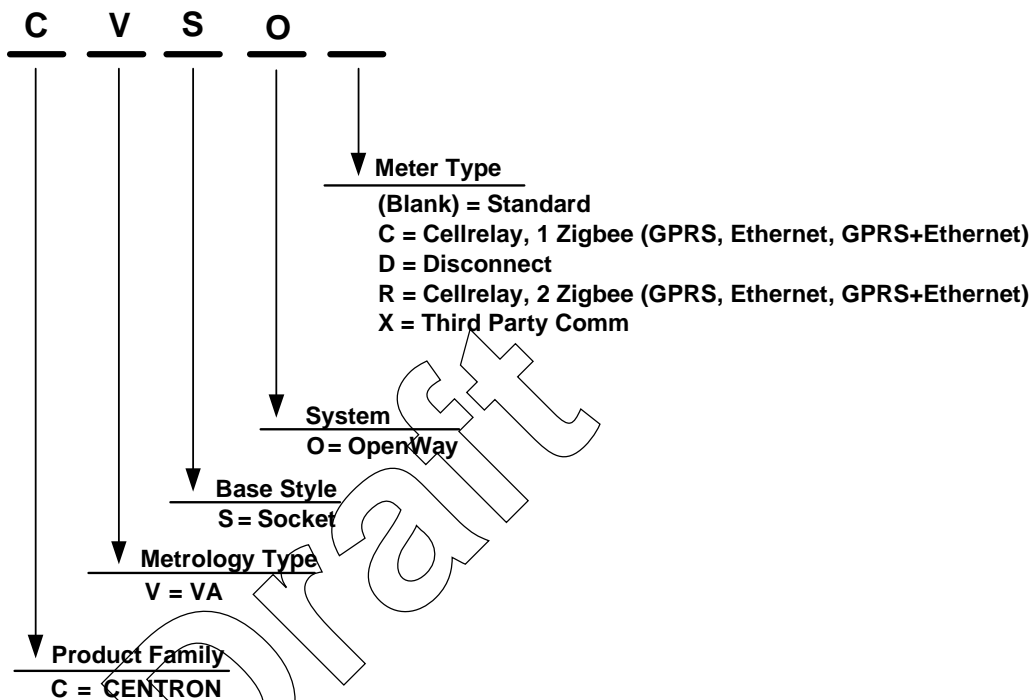 C V S O
Meter Type
(Blank) = Standard
C = Cellrelay, 1 Zigbee (GPRS, Ethernet, GPRS+Ethernet)
D = Disconnect
R = Cellrelay, 2 Zigbee (GPRS, Ethernet, GPRS+Ethernet)
X = Third Party Comm
System
O= OpenWay
Base Style
S = Socket
Metrology Type
V = VA
Product Family
C = CENTRON
Draft